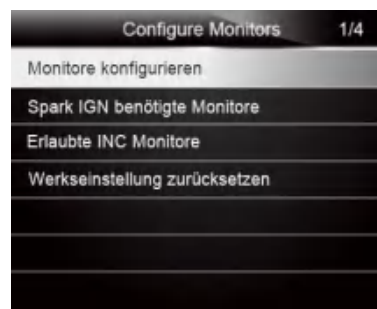 Configure Monitors 1/4
Monitore konfigurieren
Spark IGN benötigte Monitore
Erlaubte INC Monitore
Werkseinstellung zurücksetzen